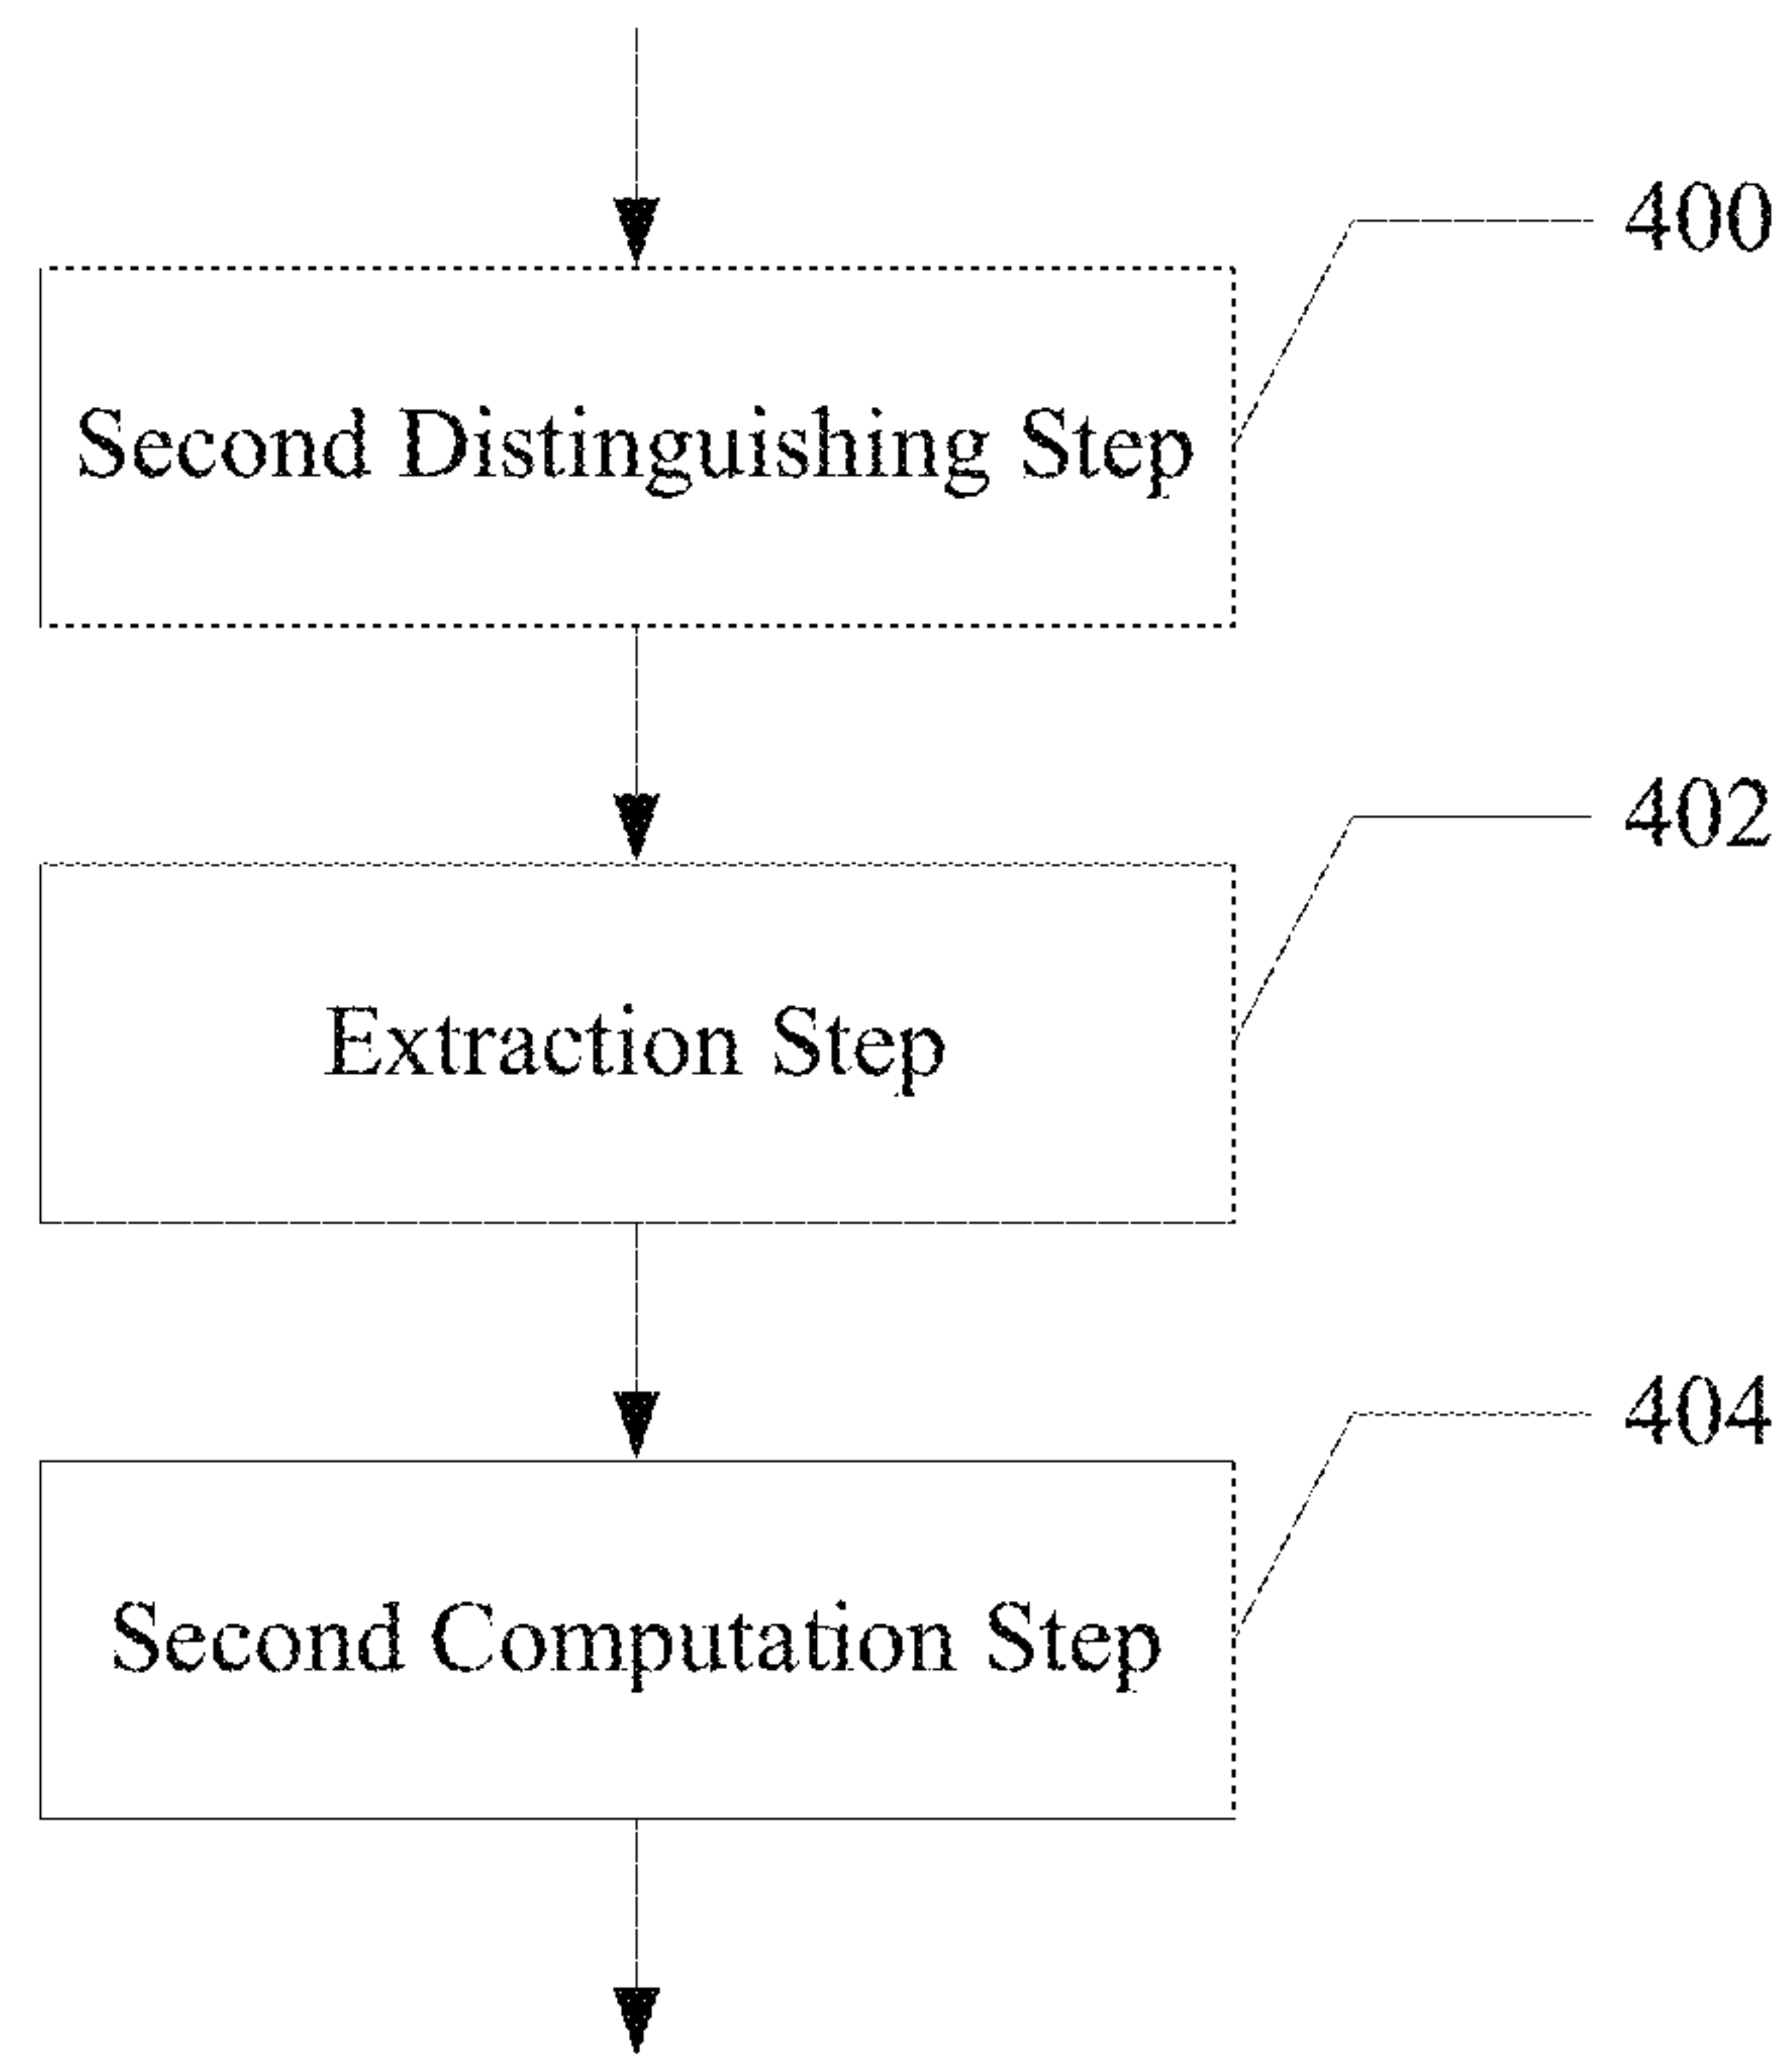 400
Second Distinguishing Step
402
Extraction Step
404
Second Computation Step